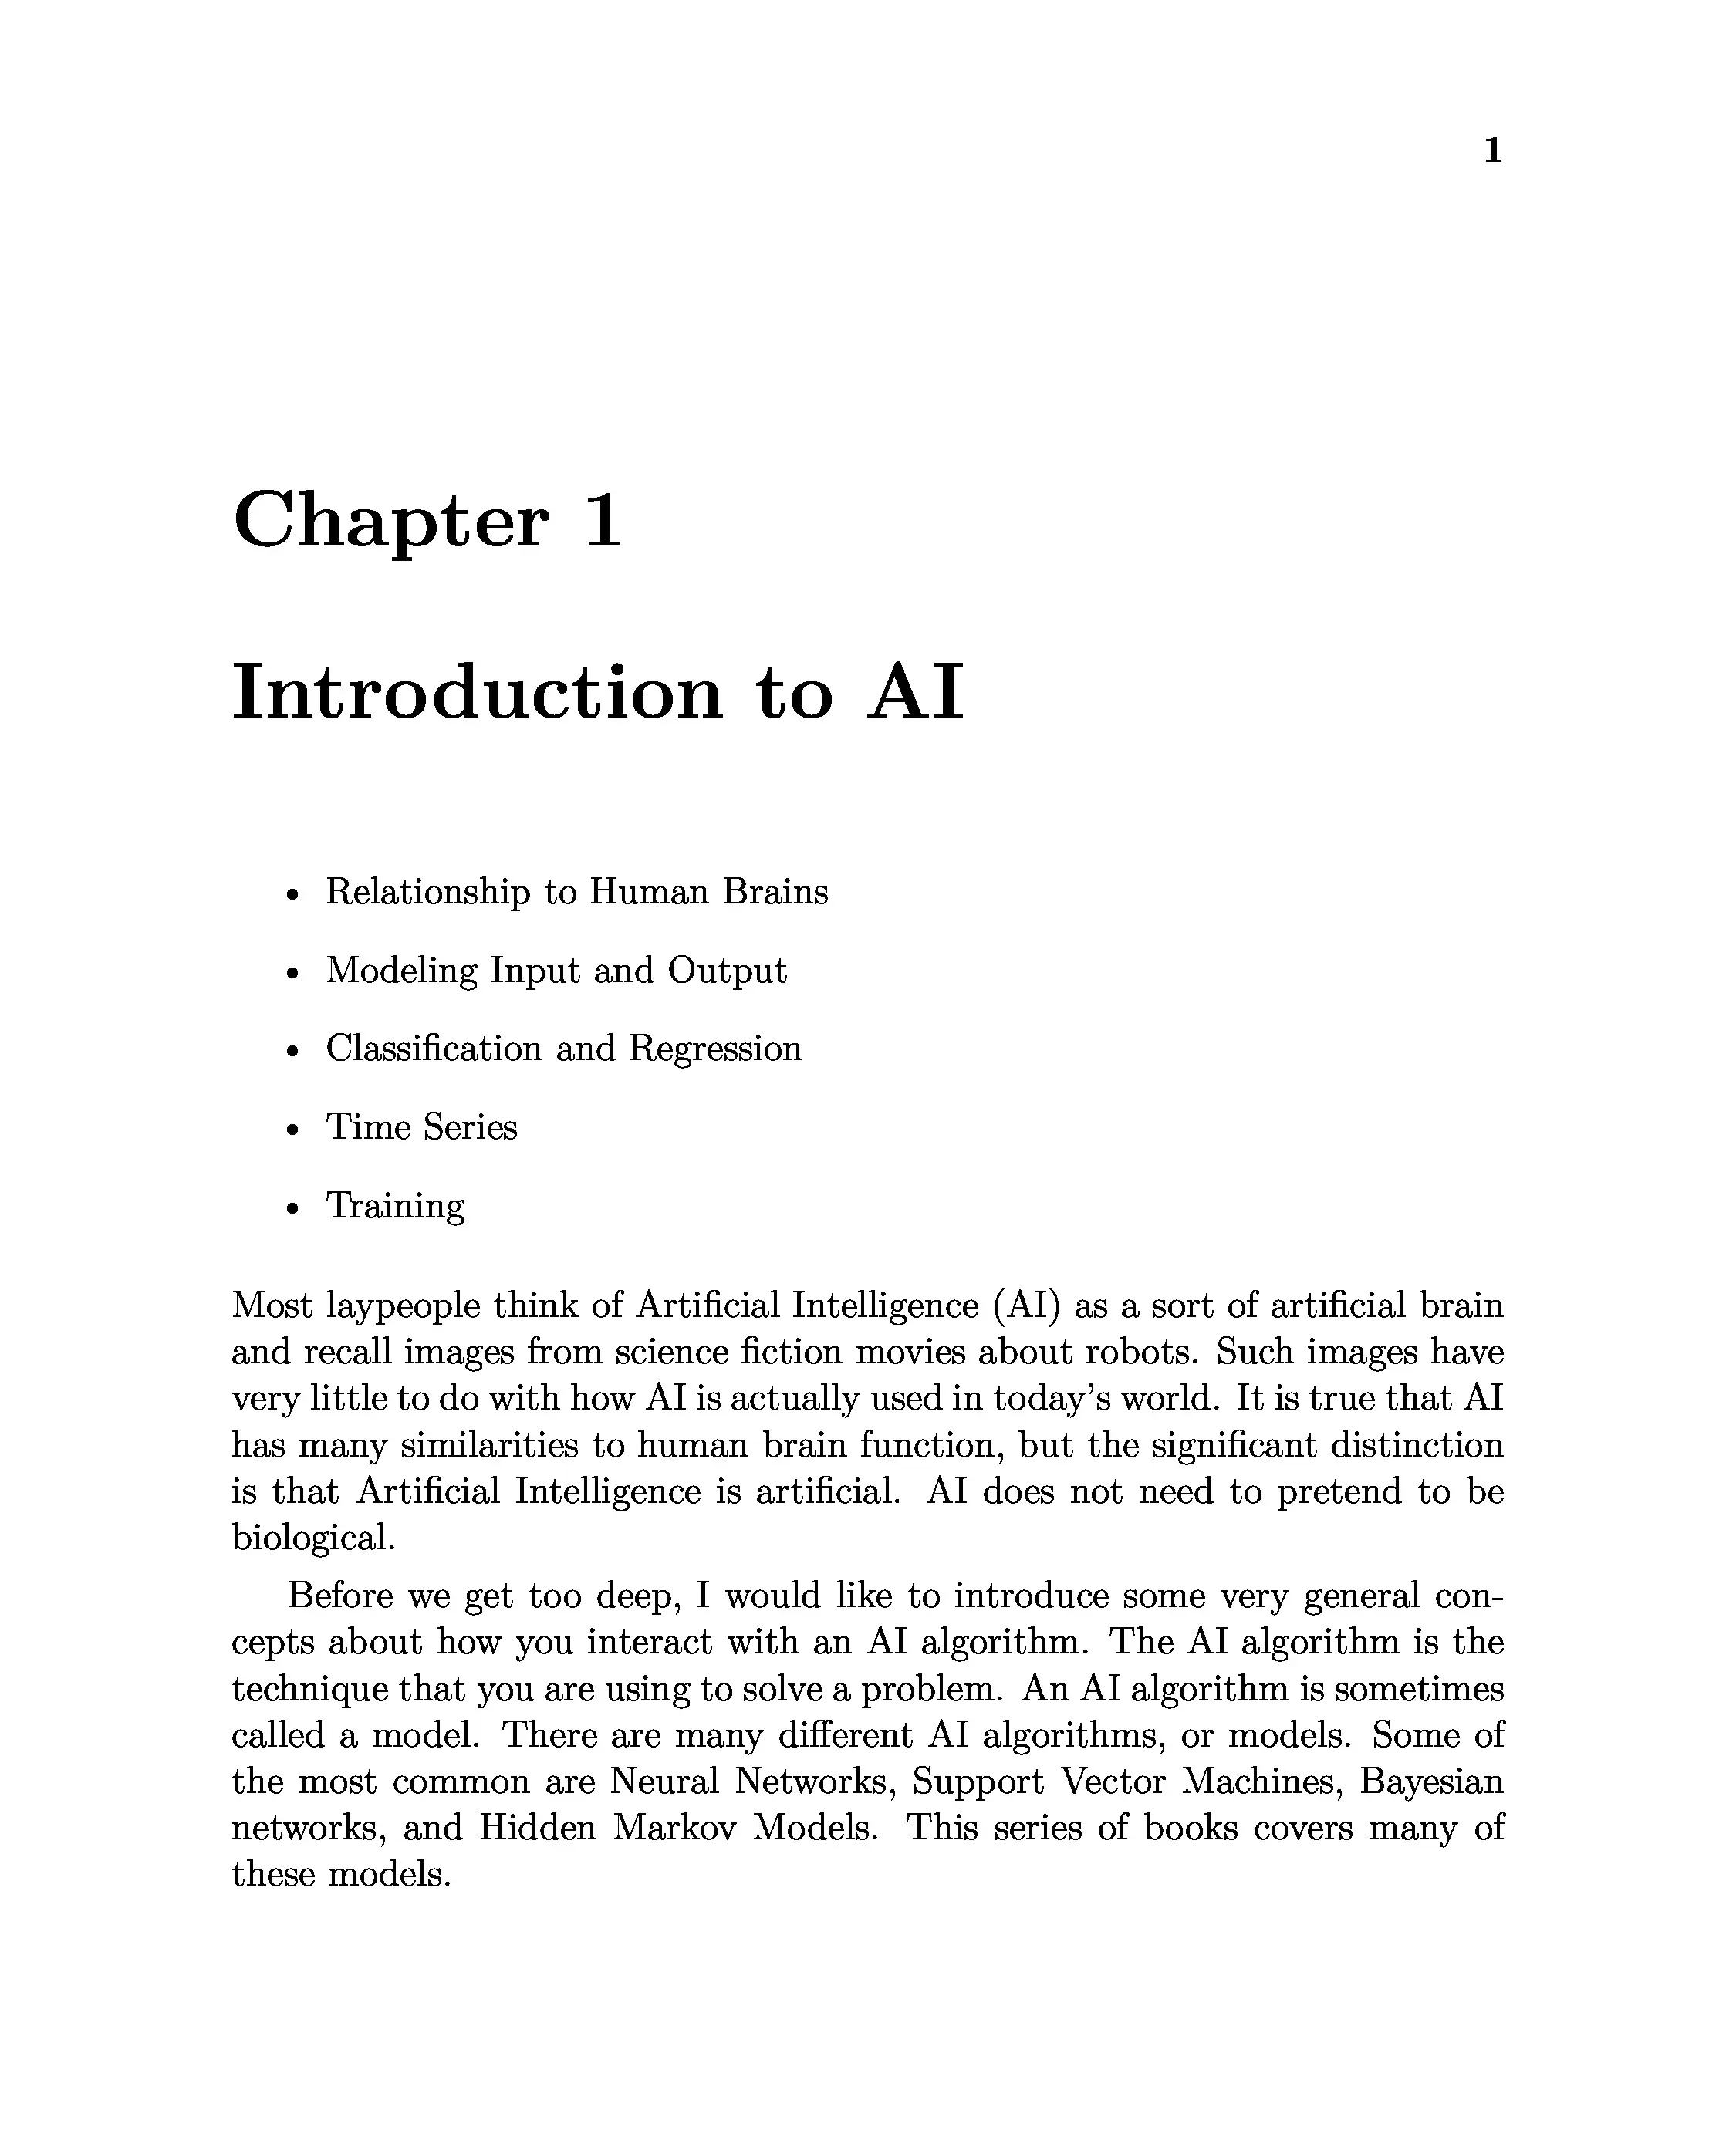 1
Chapter 1
Introduction to AI
• Relationship to Human Brains
• Modeling Input and Output
• Classification and Regression
• Time Series
• Training
Most laypeople think of Artificial Intelligence (AI) as a sort of artificial brain
and recall images from science fiction movies about robots. Such images have
very little to do with how AI is actually used in today's world. It is true that AI
has many similarities to human brain function, but the significant distinction
is that Artificial Intelligence is artificial. AI does not need to pretend to be
biological.
Before we get too deep, I would like to introduce some very general con-
cepts about how you interact with an AI algorithm. The AI algorithm is the
technique that you are using to solve a problem. An AI algorithm is sometimes
called a model. There are many different AI algorithms, or models. Some of
the most common are Neural Networks, Support Vector Machines, Bayesian
networks, and Hidden Markov Models. This series of books covers many of
these models.